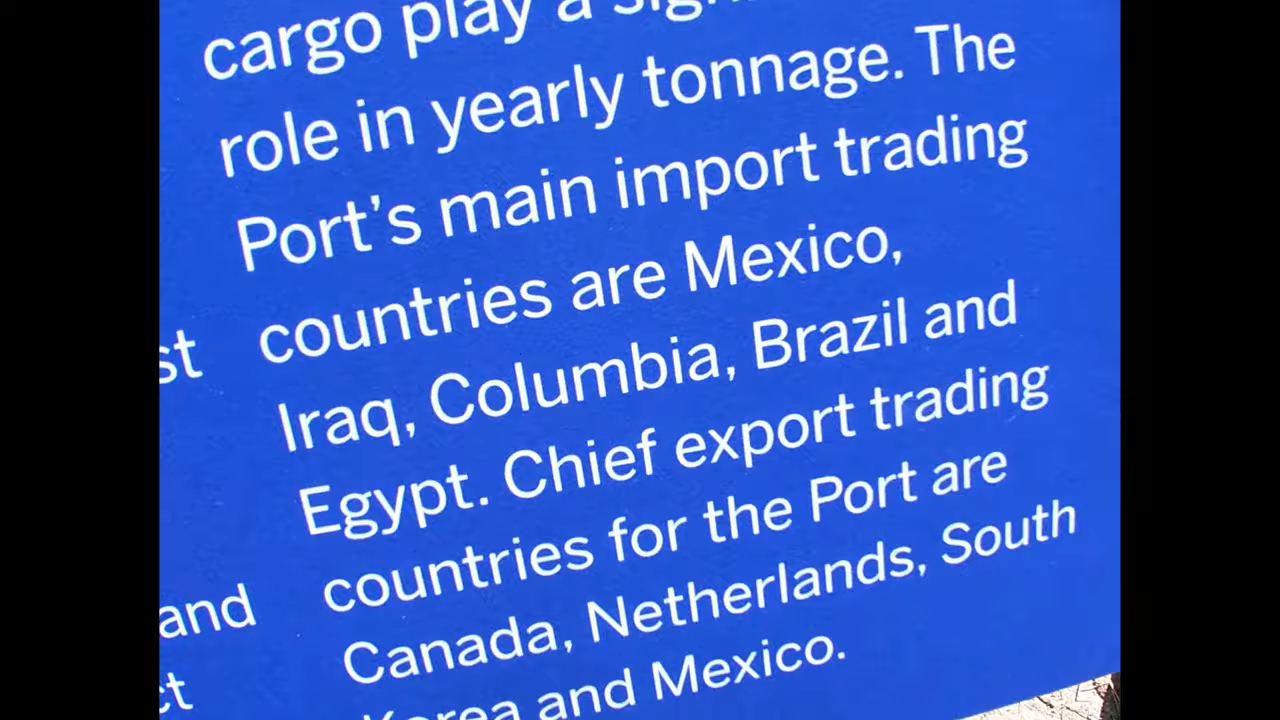 cargo play a
role in yearly tonnage. The
Port's main import trading
countries are Mexico,
Iraq, Columbia, Brazil and
Egypt. Chief export trading
countries for the Port are
Canada, Netherlands, South
Korea and Mexico.
st
and
ct